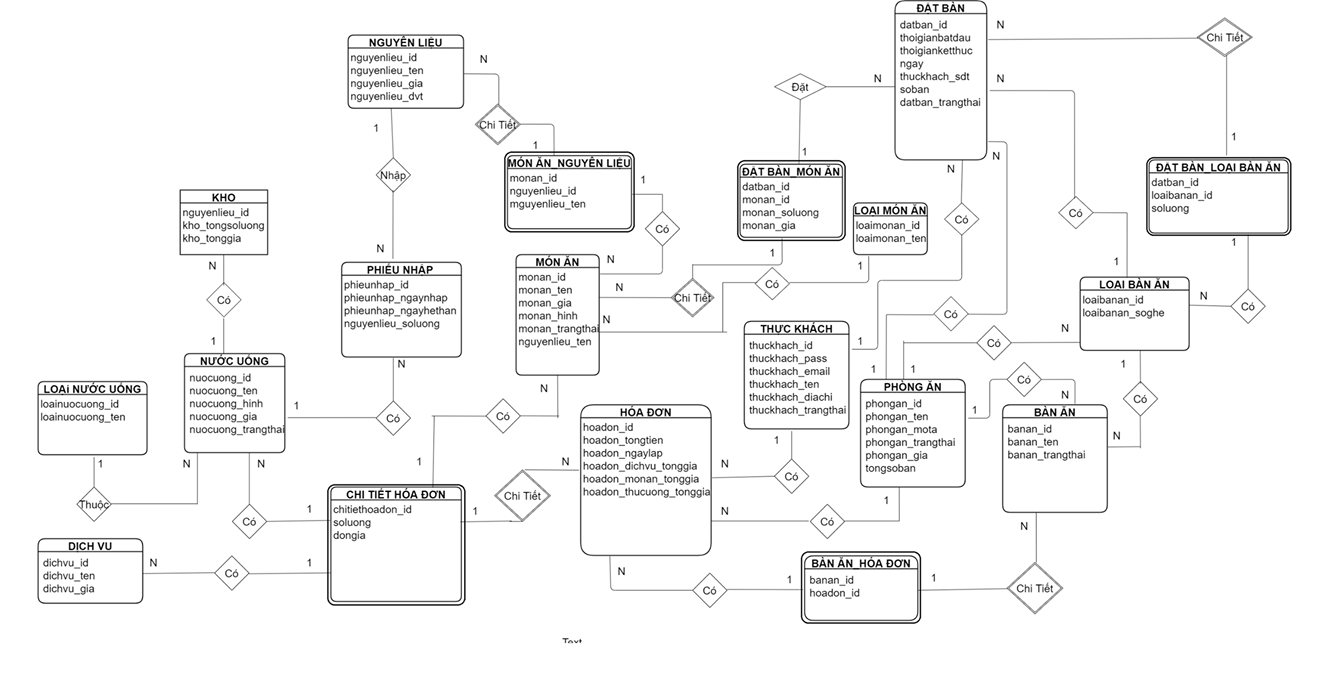 ĐẶT BÀN
datban_id
thoigianbatdau
thoigianketthuc
ngay
thuckhach_sdt
soban
datban_trangthai
N
N
N
N
N
Chi Tiết
1
NGUYÊN LIỆU
nguyenlieu_id
nguyenlieu_ten
nguyenlieu_gia
nguyenlieu_dvt
N
1
Chi Tiết
1
Đặt
1
Nhập
N
MÓN ĂN_NGUYÊN LIỆU
monan_id
nguyenlieu_id
mguyenlieu_ten
1
Có
ĐẶT BÀN_MÓN ĂN
datban_id
monan_id
monan_soluong
monan_gia
1
LOẠI MÓN ĂN
loaimonan_id
loaimonan_ten
1
Có
Có
ĐẶT BÀN_LOẠI BÀN ĂN
datban_id
loaibanan_id
soluong
1
1
KHO
nguyenlieu_id
kho_tongsoluong
kho_tonggia
N
Có
1
PHIẾU NHẬP
phieunhap_id
phieunhap_ngaynhap
phieunhap_ngayhethan
nguyenlieu_soluong
N
MÓN ĂN
monan_id
monan_ten
monan_gia
monan_hinh
monan_trangthai
nguyenlieu_ten
N
N
N
N
Chi Tiết
Có
LOẠI BÀN ĂN
loaibanan_id
loaibanan_soghe
N
N
1
Có
Có
Có
THỰC KHÁCH
thuckhach_id
thuckhach_pass
thuckhach_email
thuckhach_ten
thuckhach_diachi
thuckhach_trangthai
1
1
NƯỚC UỐNG
nuocuong_id
nuocuong_ten
nuocuong_hinh
nuocuong_gia
nuocuong_trangthai
1
N
N
Có
LOẠi NƯỚC UỐNG
loainuocuong_id
loainuocuong_ten
1
Thuộc
Có
Có
1
PHÒNG ĂN
phongan_id
phongan_ten
phongan_mota
phongan_trangthai
phongan_gia
tongsoban
1
1
1
1
Có
N
BÀN ĂN
banan_id
banan_ten
banan_trangthai
N
N
Có
HÓA ĐƠN
hoadon_id
hoadon_tongtien
hoadon_ngaylap
hoadon_dichvu_tonggia
hoadon_monan_tonggia
hoadon_thucuong_tonggia
N
N
N
N
Có
Có
CHI TIẾT HÓA ĐƠN
chitiethoadon_id
soluong
dongia
1
1
1
Chi Tiết
DỊCH VỤ
dichvu_id
dichvu_ten
dichvu_gia
N
Có
Có
1
BÀN ĂN_HÓA ĐƠN
banan_id
hoadon_id
1
Chi Tiết